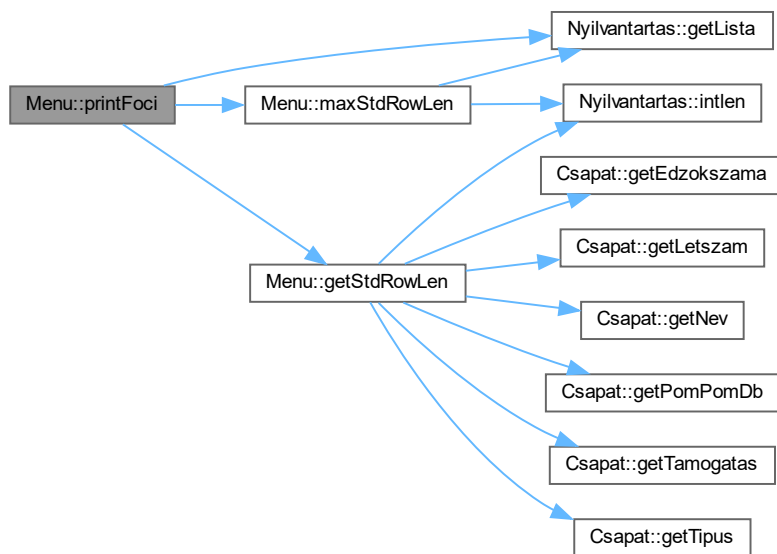 Nyilvantartas::getLista
Menu::printFoci
Menu::maxStdRowLen
Nyilvantartas::intlen
Csapat::getEdzokszama
Csapat::getLetszam
Menu::getStdRowLen
Csapat::getNev
Csapat::getPomPomDb
Csapat::getTamogatas
Csapat::getTipus